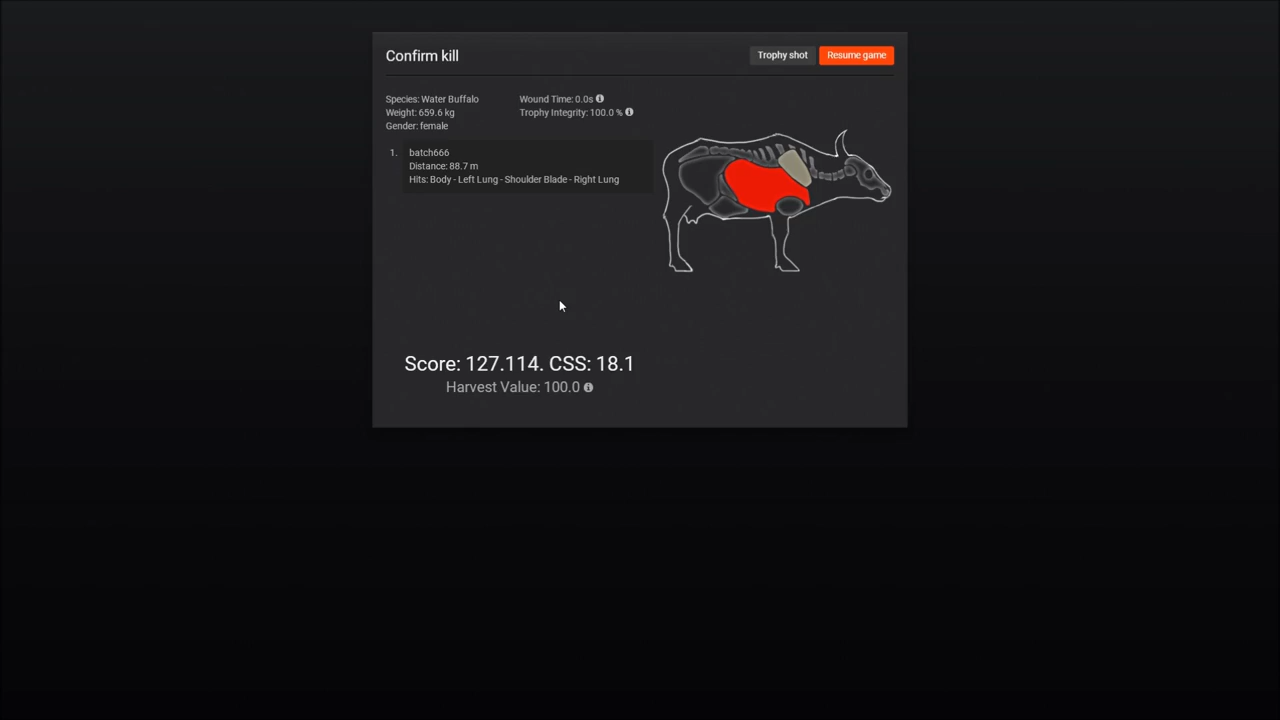 Confirm kill
Trophy shot
Resume game
Species: Water Buffalo
Weight: 659.6 kg
Gender: female
Wound Time: 0.0s
Trophy Integrity: 100.0 %
1.
batch666
Distance: 88.7 m
Hits: Body - Left Lung - Shoulder Blade - Right Lung
Score: 127.114. CSS: 18.1
Harvest Value: 100.0